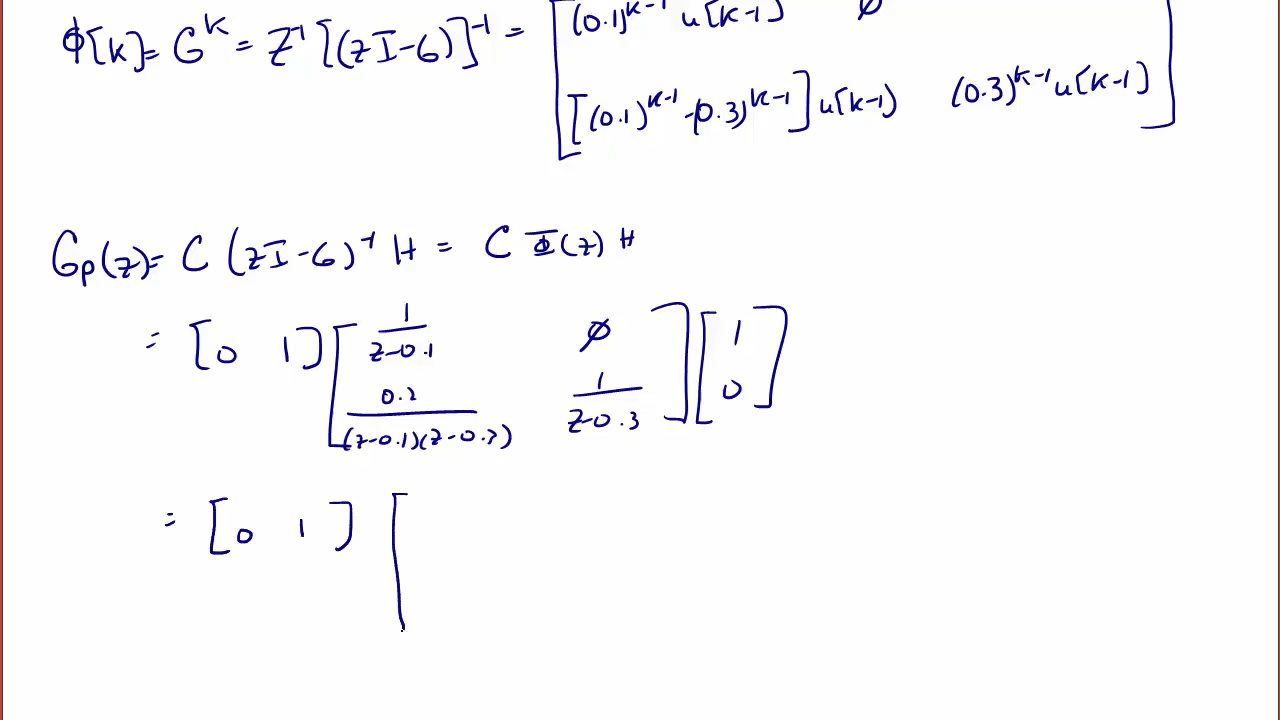 ϕ[k] = G^k = Z^-1 [(zI-G)]^-1 = [ (0.1)^k-1 u[k-1] ∅
[(0.1)^k-1 - (0.3)^k-1] u[k-1] (0.3)^k-1 u[k-1] ]
Gp(z) = C (zI-G)^-1 H = C Φ(z) H
= [0 1] [ 1/(z-0.1) ∅ ] [ 1 ]
[ 0.2/((z-0.1)(z-0.3)) 1/(z-0.3) ] [ 0 ]
= [0 1] [